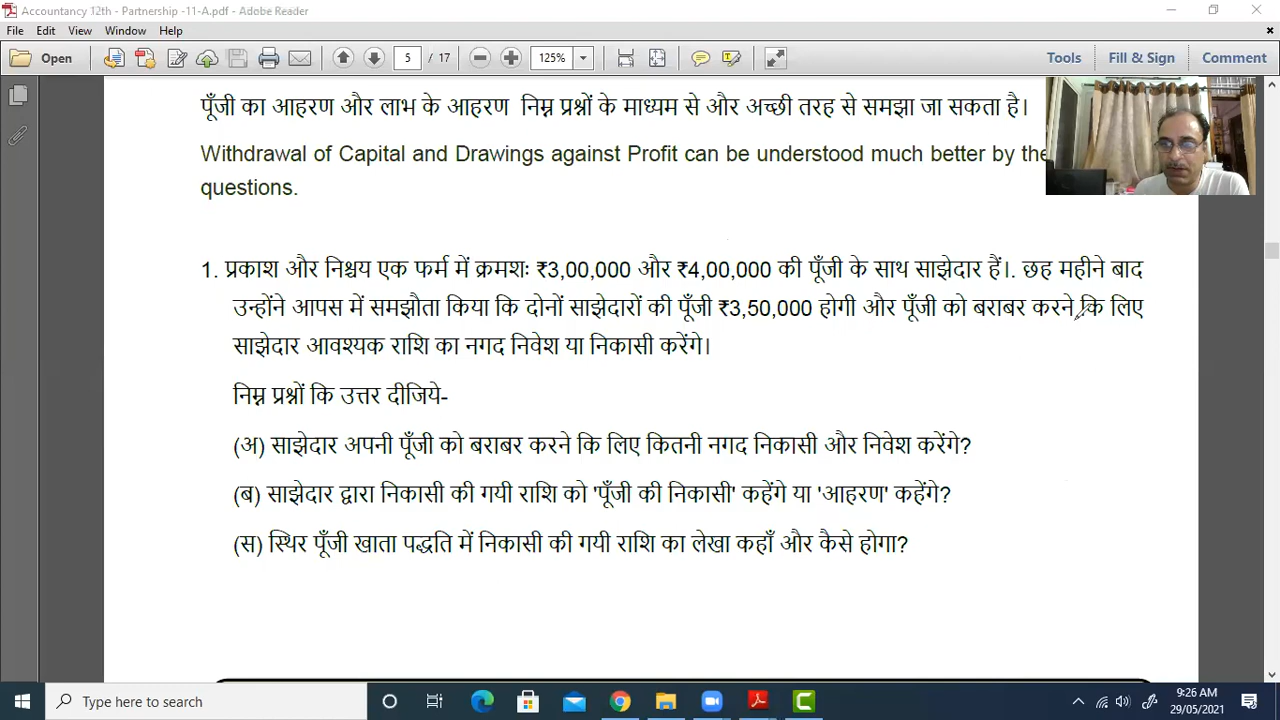 Accountancy 12th - Partnership -11-A.pdf - Adobe Reader
File Edit View Window Help
Open 5 / 17 125% Tools Fill & Sign Comment
पूँजी का आहरण और लाभ के आहरण निम्न प्रश्नों के माध्यम से और अच्छी तरह से समझा जा सकता है।
Withdrawal of Capital and Drawings against Profit can be understood much better by the
questions.
1. प्रकाश और निश्चय एक फर्म में क्रमशः ₹3,00,000 और ₹4,00,000 की पूँजी के साथ साझेदार हैं।. छह महीने बाद
उन्होंने आपस में समझौता किया कि दोनों साझेदारों की पूँजी ₹3,50,000 होगी और पूँजी को बराबर करने कि लिए
साझेदार आवश्यक राशि का नगद निवेश या निकासी करेंगे।
निम्न प्रश्नों कि उत्तर दीजिये-
(अ) साझेदार अपनी पूँजी को बराबर करने कि लिए कितनी नगद निकासी और निवेश करेंगे?
(ब) साझेदार द्वारा निकासी की गयी राशि को 'पूँजी की निकासी' कहेंगे या 'आहरण' कहेंगे?
(स) स्थिर पूँजी खाता पद्धति में निकासी की गयी राशि का लेखा कहाँ और कैसे होगा?
Type here to search
9:26 AM
29/05/2021